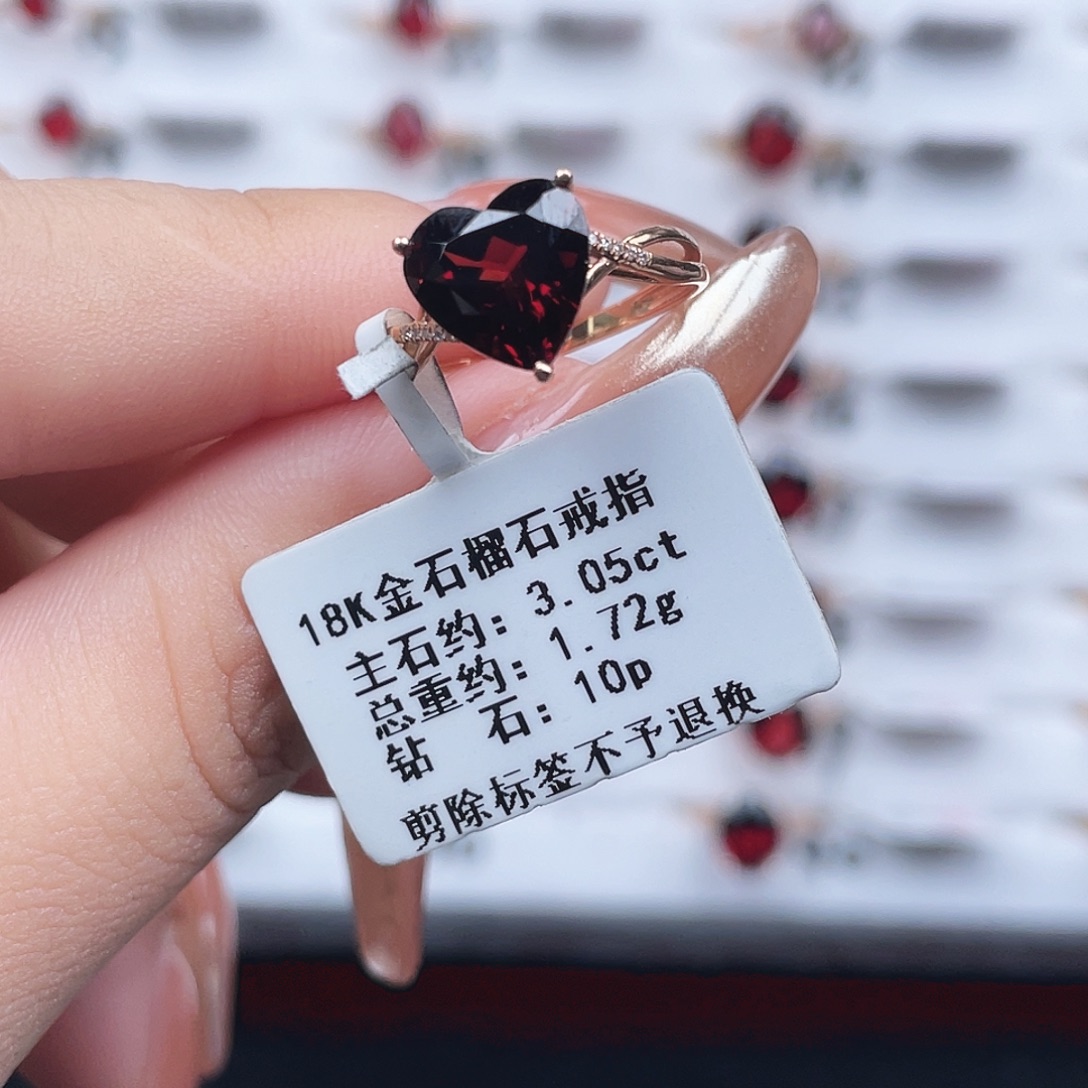 18K金石榴石戒指
主石约: 3.05ct
总重约: 1.72g
钻 石: 10p
剪除标签不予退换